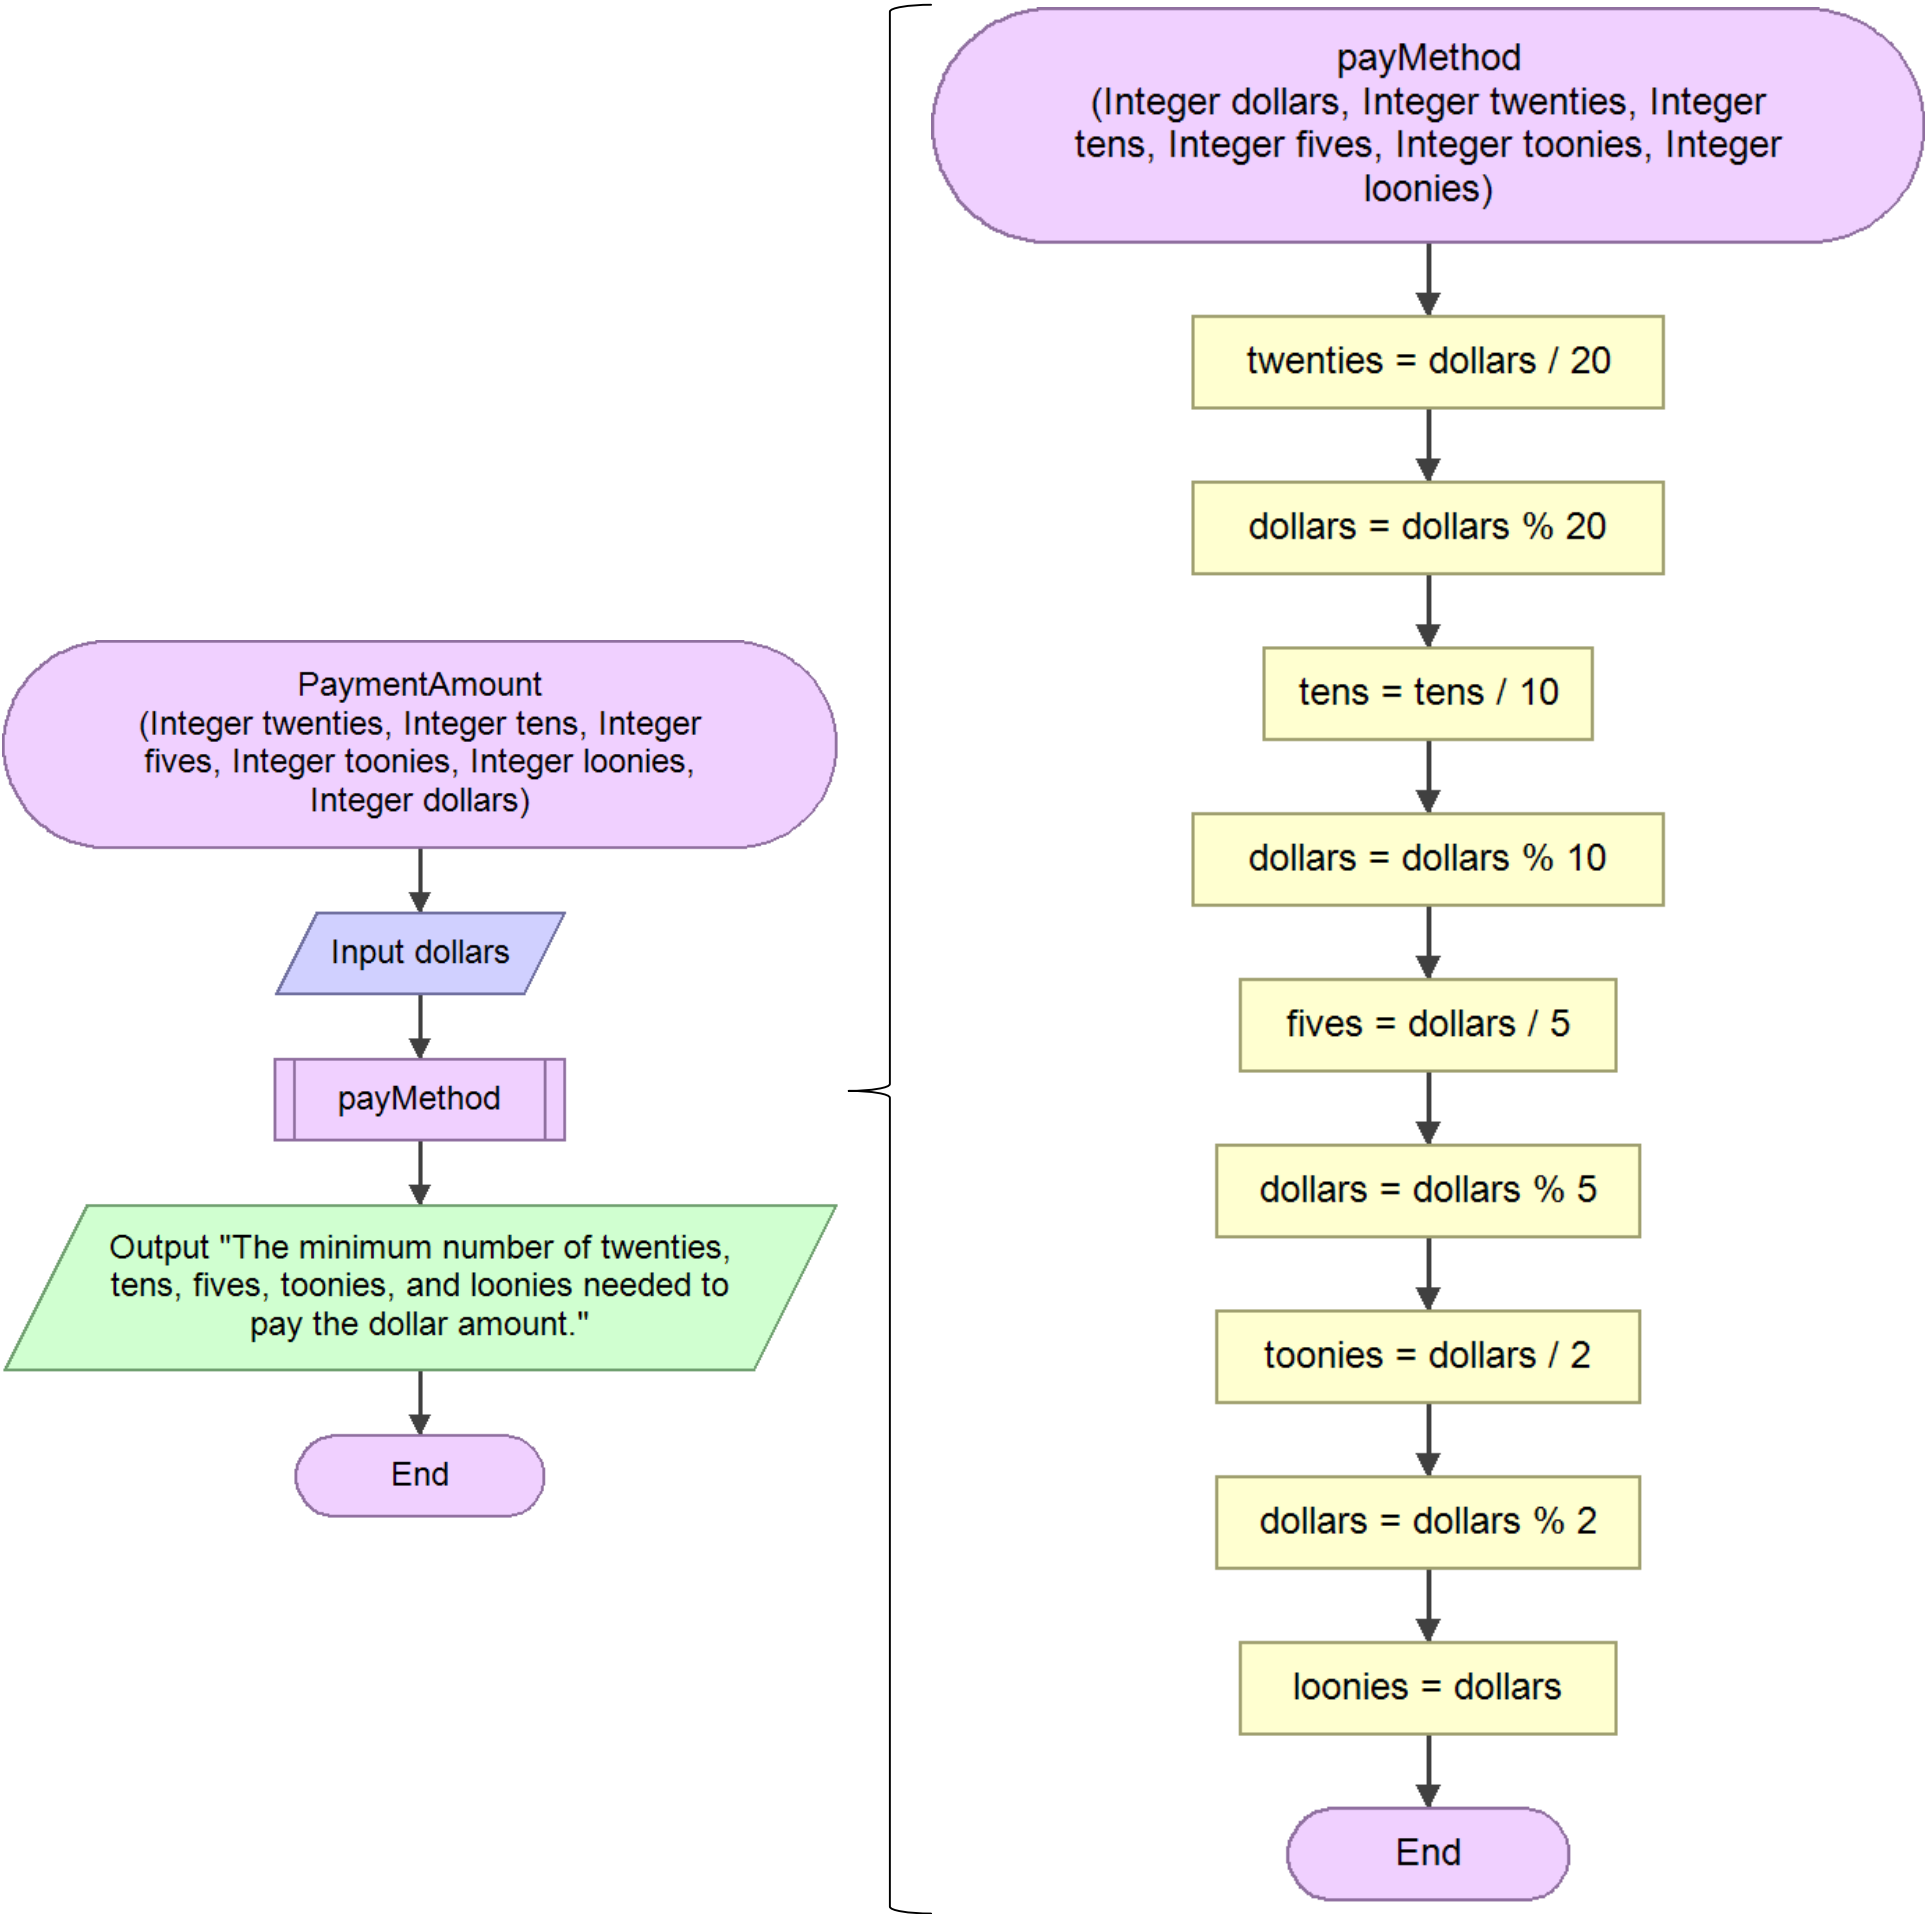 PaymentAmount
(Integer twenties, Integer tens, Integer
fives, Integer toonies, Integer loonies,
Integer dollars)
Input dollars
payMethod
Output "The minimum number of twenties,
tens, fives, toonies, and loonies needed to
pay the dollar amount."
End
payMethod
(Integer dollars, Integer twenties, Integer
tens, Integer fives, Integer toonies, Integer
loonies)
twenties = dollars / 20
dollars = dollars % 20
tens = tens / 10
dollars = dollars % 10
fives = dollars / 5
dollars = dollars % 5
toonies = dollars / 2
dollars = dollars % 2
loonies = dollars
End